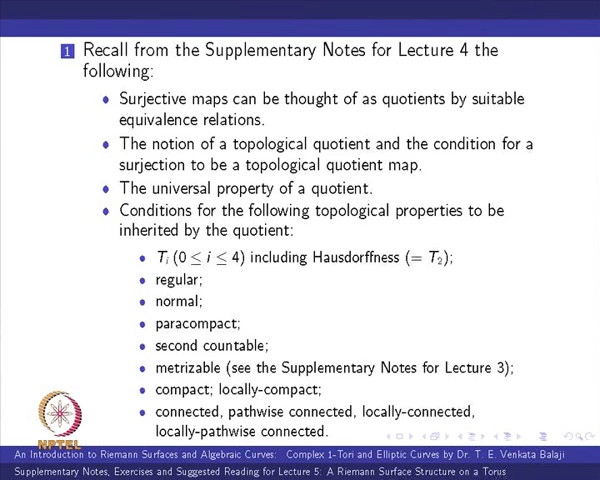 1 Recall from the Supplementary Notes for Lecture 4 the
following:
• Surjective maps can be thought of as quotients by suitable
equivalence relations.
• The notion of a topological quotient and the condition for a
surjection to be a topological quotient map.
• The universal property of a quotient.
• Conditions for the following topological properties to be
inherited by the quotient:
• Tᵢ (0 ≤ i ≤ 4) including Hausdorffness (= T₂);
• regular;
• normal;
• paracompact;
• second countable;
• metrizable (see the Supplementary Notes for Lecture 3);
• compact; locally-compact;
• connected, pathwise connected, locally-connected,
locally-pathwise connected.
NPTEL
An Introduction to Riemann Surfaces and Algebraic Curves: Complex 1-Tori and Elliptic Curves by Dr. T. E. Venkata Balaji
Supplementary Notes, Exercises and Suggested Reading for Lecture 5: A Riemann Surface Structure on a Torus